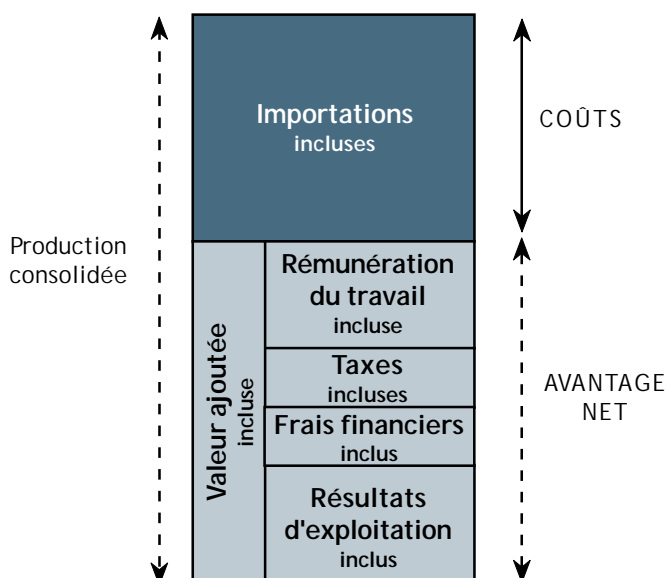 Importations
incluses
COÛTS
Production
consolidée
Valeur ajoutée
incluse
Rémunération
du travail
incluse
Taxes
incluses
Frais financiers
inclus
Résultats
d'exploitation
inclus
AVANTAGE
NET